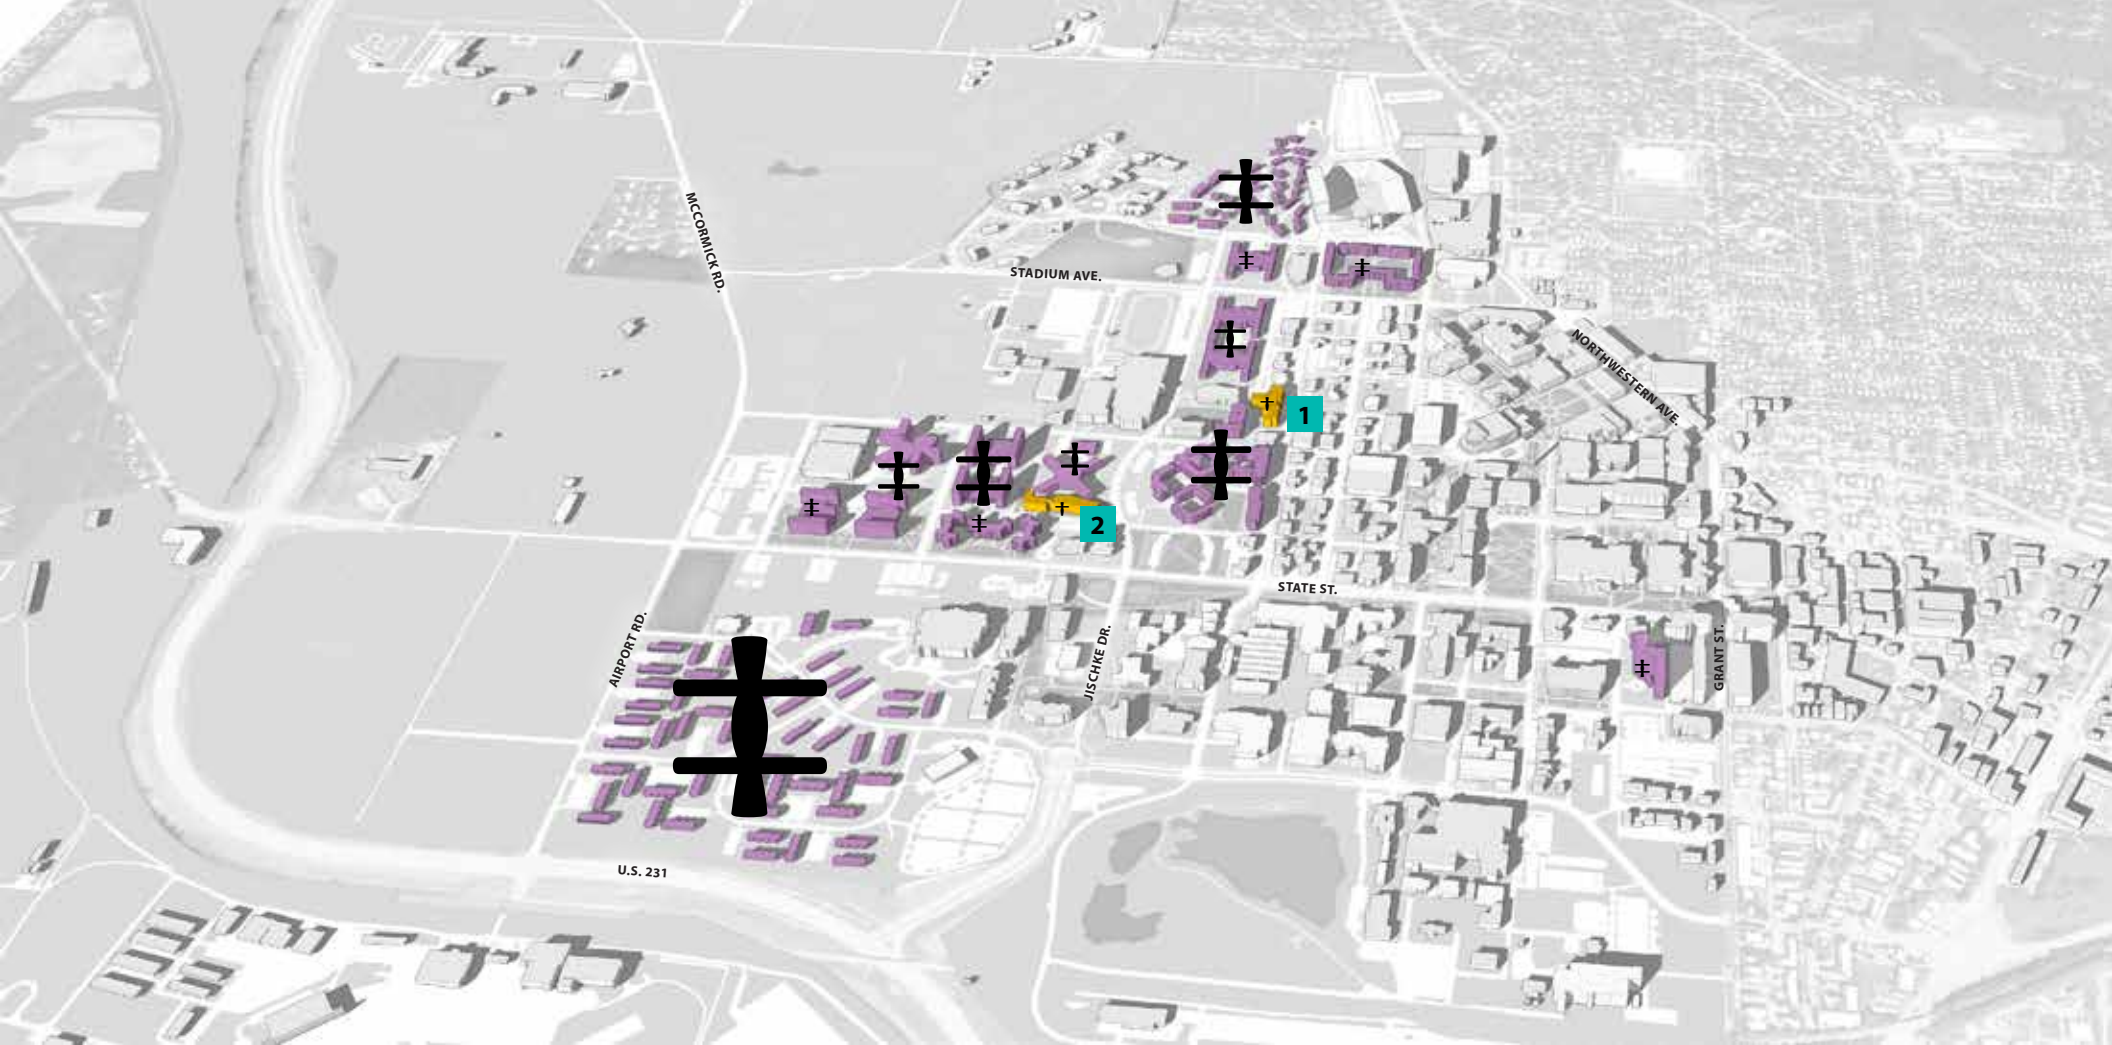 MCCORMICK RD.
STADIUM AVE.
NORTHWESTERN AVE.
1
2
STATE ST.
AIRPORT RD.
JISCHKE DR.
GRANT ST.
U.S. 231
‡
‡
‡
‡
†
‡
‡
‡
‡
‡
‡
†
‡
‡